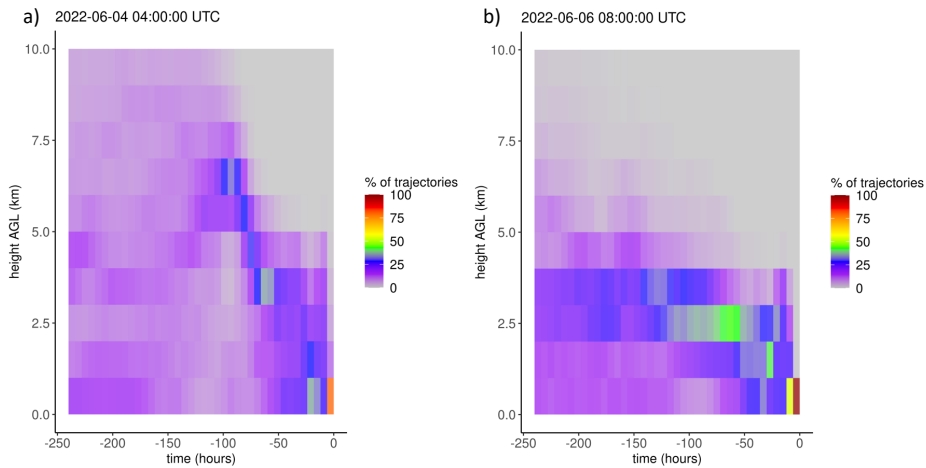 a) 2022-06-04 04:00:00 UTC
10.0
7.5
5.0
2.5
0.0
height AGL (km)
-250 -200 -150 -100 -50 0
time (hours)
% of trajectories
100
75
50
25
0
b) 2022-06-06 08:00:00 UTC
10.0
7.5
5.0
2.5
0.0
height AGL (km)
-250 -200 -150 -100 -50 0
time (hours)
% of trajectories
100
75
50
25
0